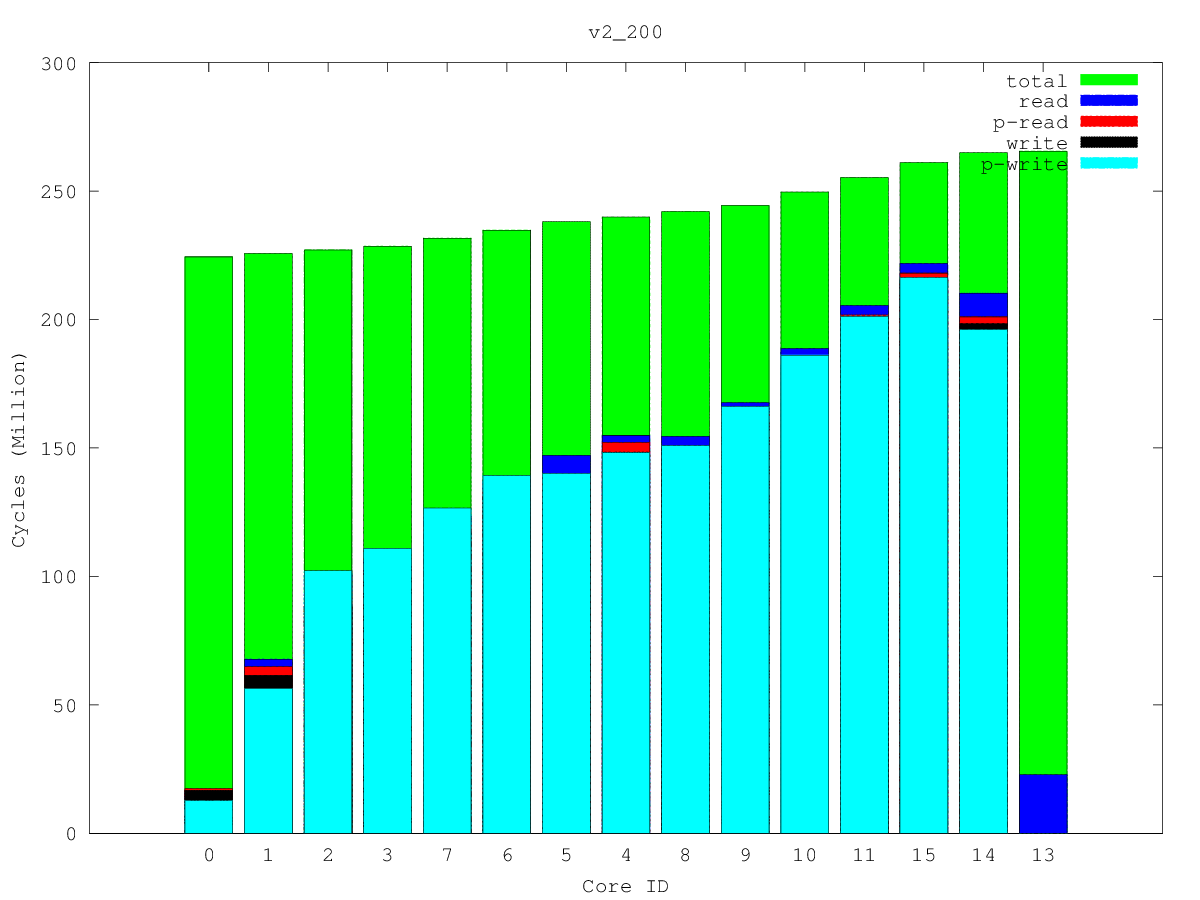 v2_200
300
250
200
150
100
50
0
Cycles (Million)
total
read
p-read
write
p-write
0 1 2 3 7 6 5 4 8 9 10 11 15 14 13
Core ID